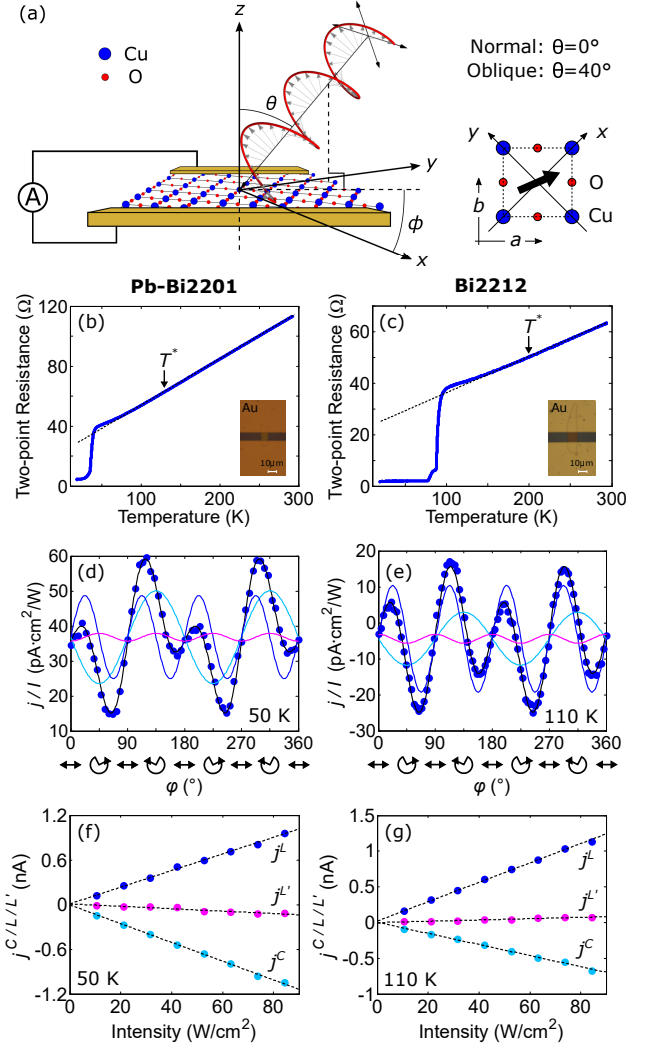 (a)
z
Cu
O
Normal: θ=0°
Oblique: θ=40°
θ
y
x
y
O
A
b
Cu
ϕ
a
x
Pb-Bi2201
Bi2212
(b)
T*
Two-point Resistance (Ω)
120
80
40
0
Au
10μm
0 100 200 300
Temperature (K)
(c)
T*
Two-point Resistance (Ω)
60
40
20
0
Au
10μm
0 100 200 300
Temperature (K)
(d)
j / I (pA·cm²/W)
60
50
40
30
20
10
50 K
0 90 180 270 360
(e)
j / I (pA·cm²/W)
20
10
0
-10
-20
-30
110 K
0 90 180 270 360
φ (°)
φ (°)
(f)
j^C/L/L' (nA)
1.2
0.6
0
-0.6
-1.2
j^L
j^L'
j^C
50 K
0 20 40 60 80
Intensity (W/cm²)
(g)
j^C/L/L' (nA)
1.5
1
0.5
0
-0.5
-1
j^L
j^L'
j^C
110 K
0 20 40 60 80
Intensity (W/cm²)